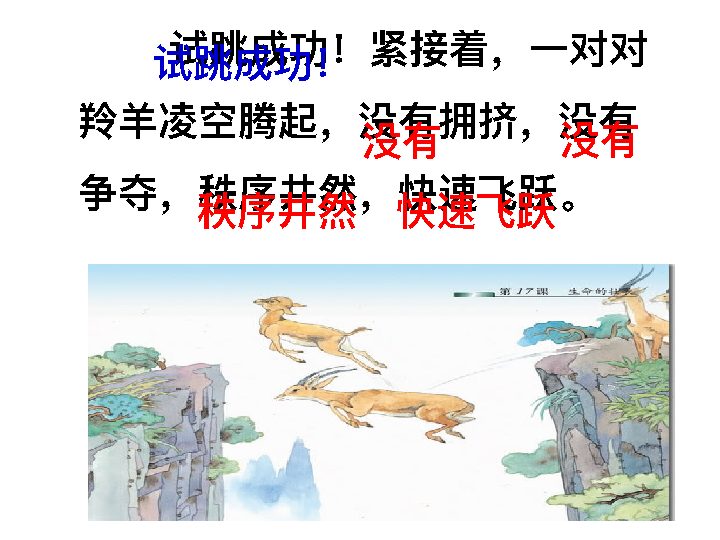 试跳成功！紧接着，一对对
试跳成功！
羚羊凌空腾起，没有拥挤，没有
没有 没有
争夺，秩序井然，快速飞跃。
秩序井然 快速飞跃
第17课 生命的壮